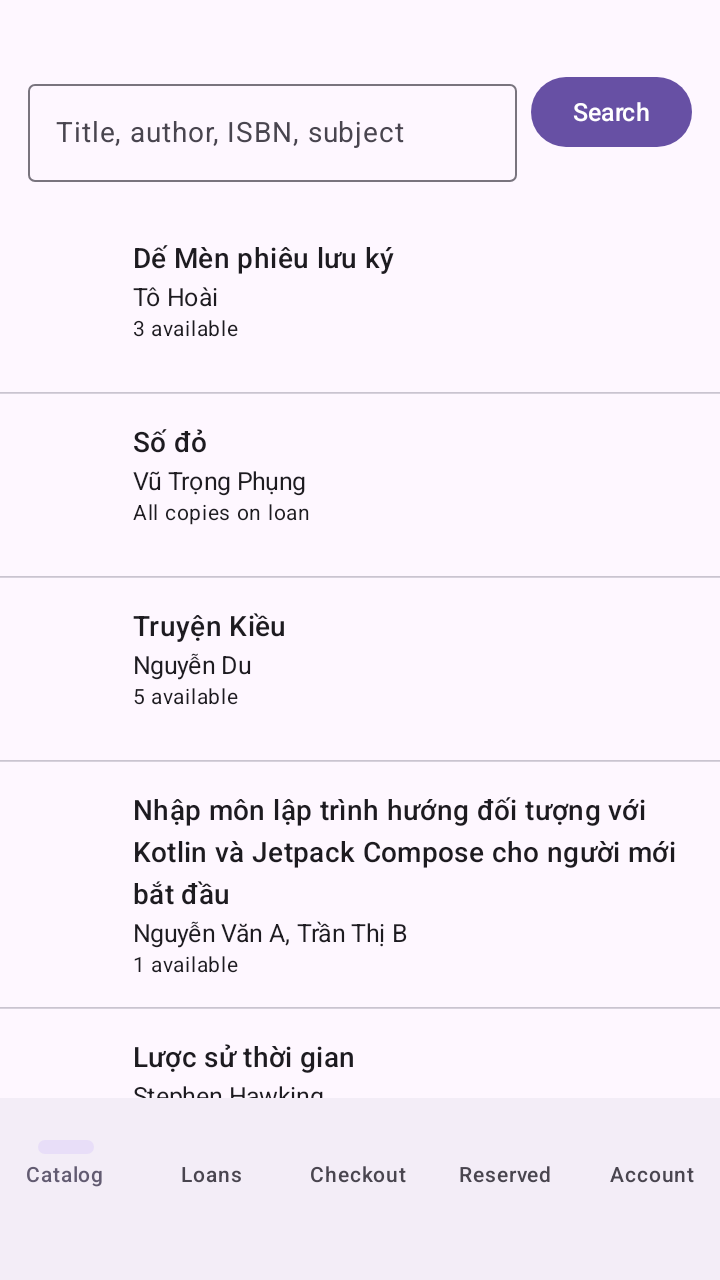 Title, author, ISBN, subject
Search
Dế Mèn phiêu lưu ký
Tô Hoài
3 available
Số đỏ
Vũ Trọng Phụng
All copies on loan
Truyện Kiều
Nguyễn Du
5 available
Nhập môn lập trình hướng đối tượng với
Kotlin và Jetpack Compose cho người mới
bắt đầu
Nguyễn Văn A, Trần Thị B
1 available
Lược sử thời gian
Stephen Hawking
Catalog
Loans
Checkout
Reserved
Account